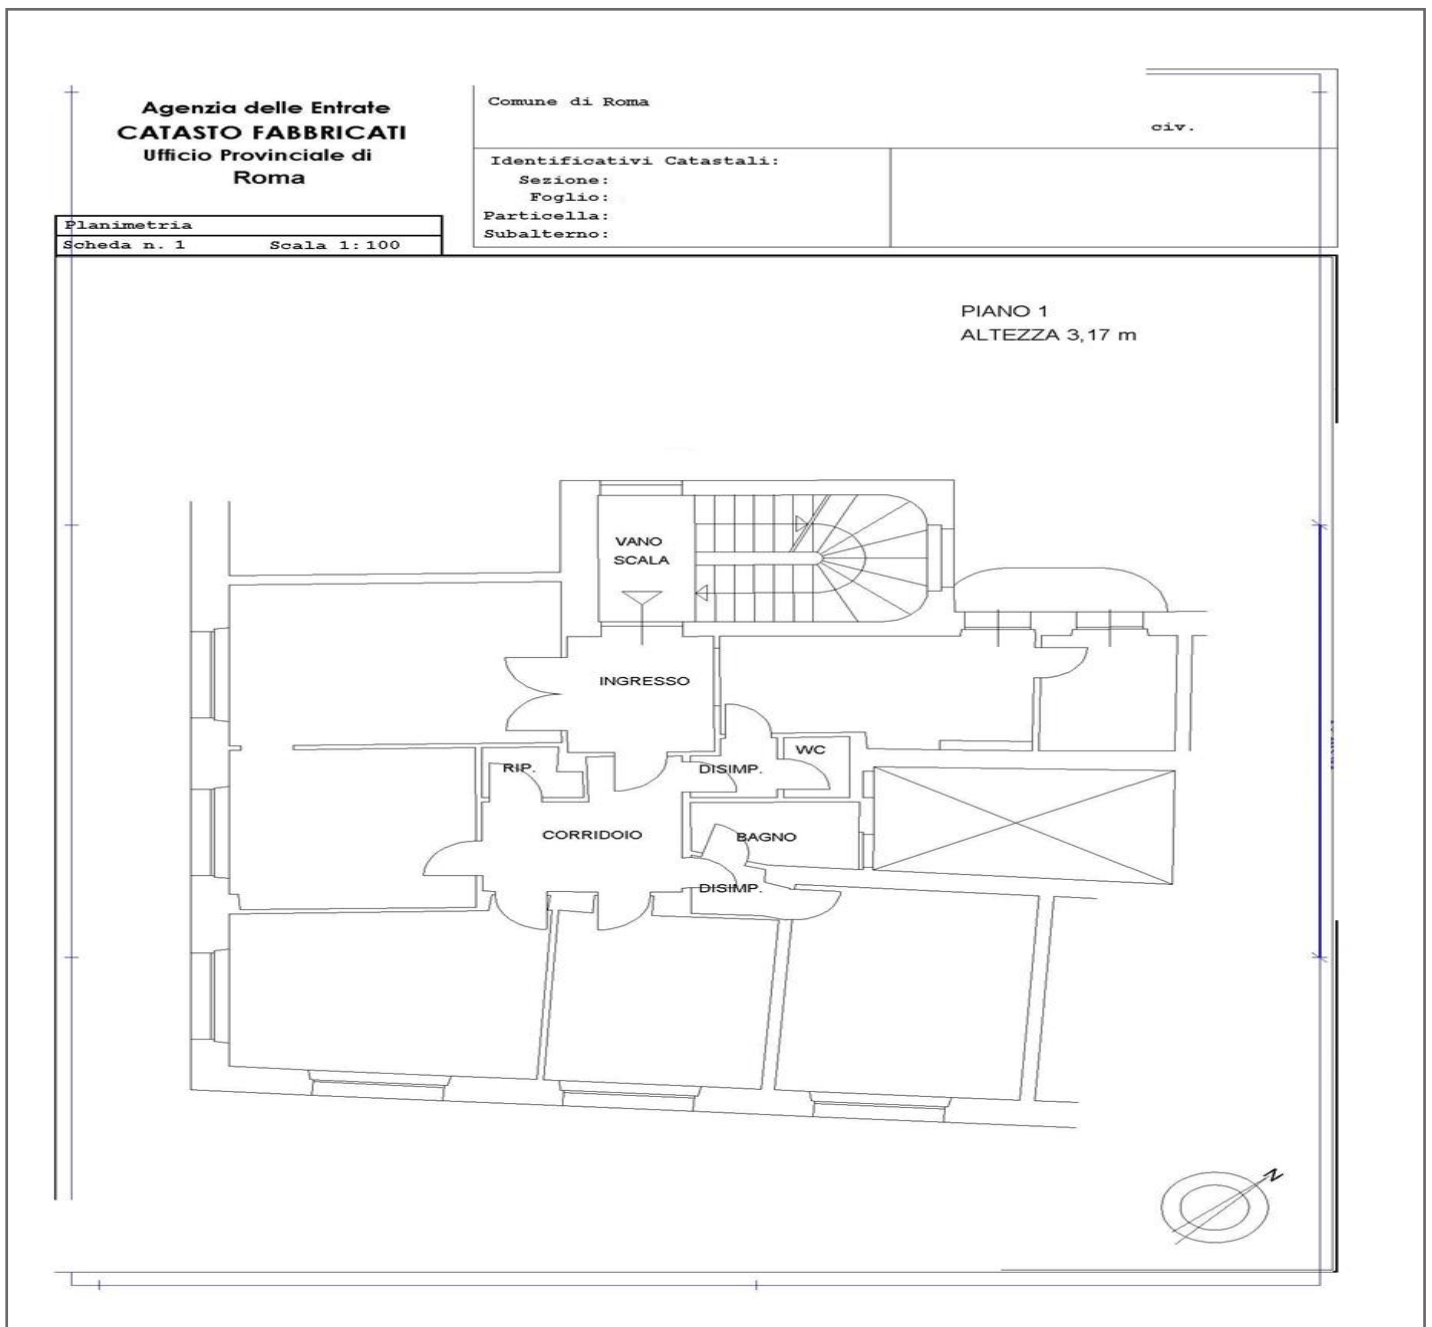 Agenzia delle Entrate
CATASTO FABBRICATI
Ufficio Provinciale di
Roma
Comune di Roma
civ.
Identificativi Catastali:
Sezione:
Foglio:
Particella:
Subalterno:
Planimetria
Scheda n. 1 Scala 1:100
PIANO 1
ALTEZZA 3,17 m
VANO
SCALA
INGRESSO
WC
RIP.
DISIMP.
CORRIDOIO
BAGNO
DISIMP.
N